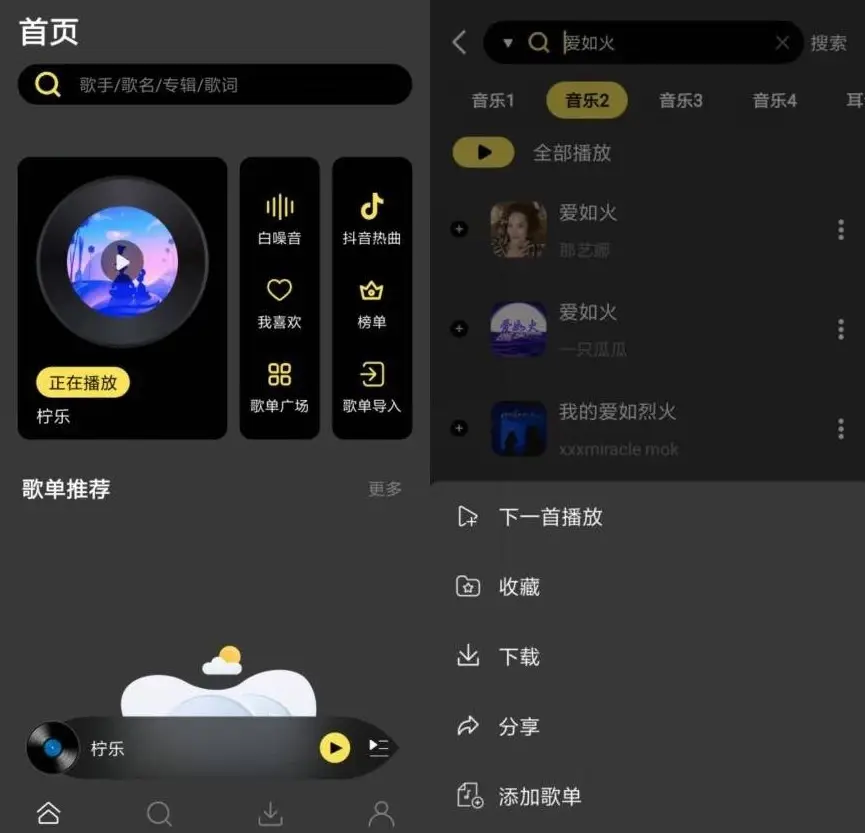 首页
歌手/歌名/专辑/歌词
白噪音
抖音热曲
我喜欢
榜单
正在播放
柠乐
歌单广场
歌单导入
歌单推荐
更多
柠乐
爱如火
搜索
音乐1
音乐2
音乐3
音乐4
耳
全部播放
爱如火
那艺娜
爱如火
爱如火
一只瓜瓜
我的爱如烈火
xxxmiracle mok
下一首播放
收藏
下载
分享
添加歌单